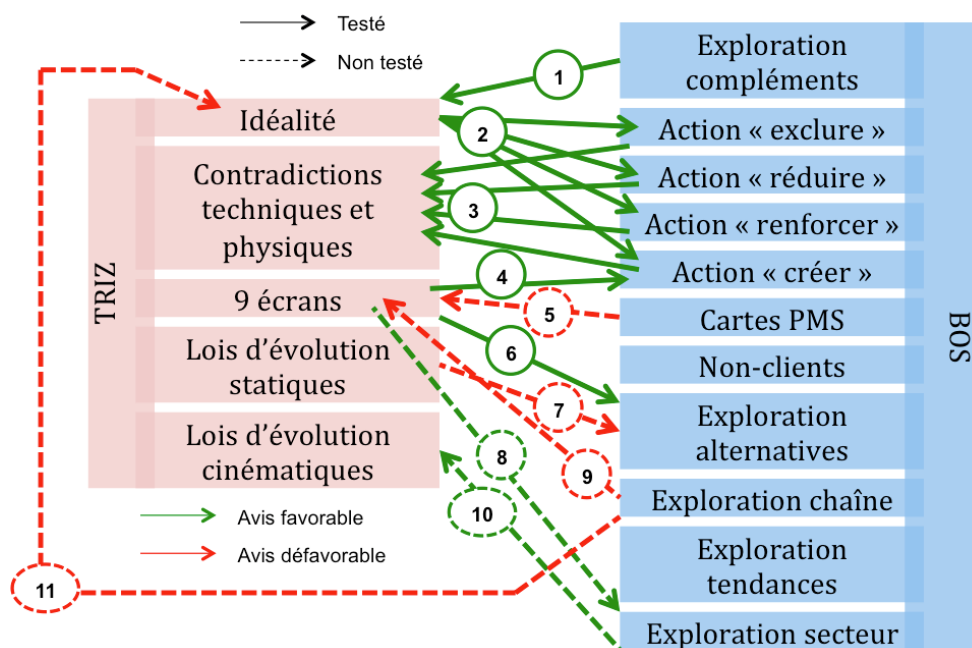 Testé
Non testé
TRIZ
Idéalité
Contradictions
techniques et
physiques
9 écrans
Lois d'évolution
statiques
Lois d'évolution
cinématiques
Avis favorable
Avis défavorable
1
2
3
4
5
6
7
8
9
10
11
Exploration
compléments
Action « exclure »
Action « réduire »
Action « renforcer »
Action « créer »
Cartes PMS
Non-clients
Exploration
alternatives
Exploration chaîne
Exploration
tendances
Exploration secteur
BOS